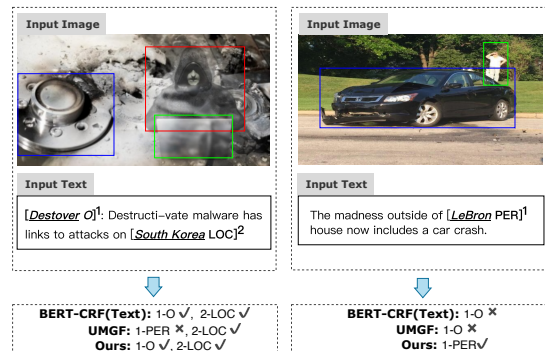 Input Image
Input Text
[Destover O]1: Destructi-vate malware has
links to attacks on [South Korea LOC]2
BERT-CRF(Text): 1-O ✓, 2-LOC ✓
UMGF: 1-PER ×, 2-LOC ✓
Ours: 1-O ✓, 2-LOC ✓
Input Image
Input Text
The madness outside of [LeBron PER]1
house now includes a car crash.
BERT-CRF(Text): 1-O ×
UMGF: 1-O ×
Ours: 1-PER✓